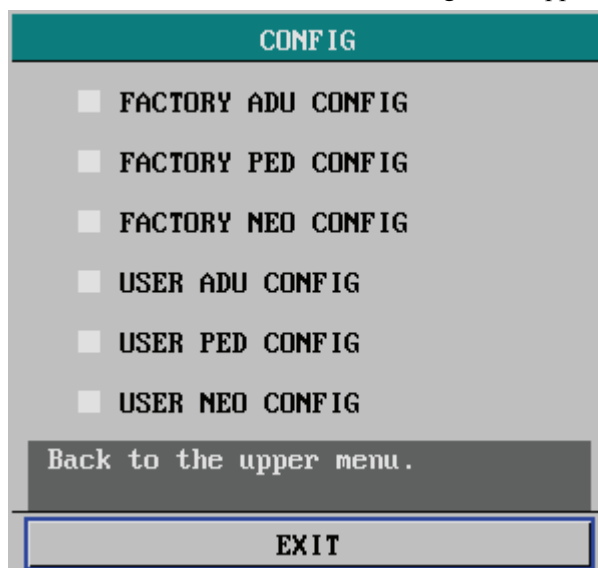 CONFIG
FACTORY ADU CONFIG
FACTORY PED CONFIG
FACTORY NEO CONFIG
USER ADU CONFIG
USER PED CONFIG
USER NEO CONFIG
Back to the upper menu.
EXIT